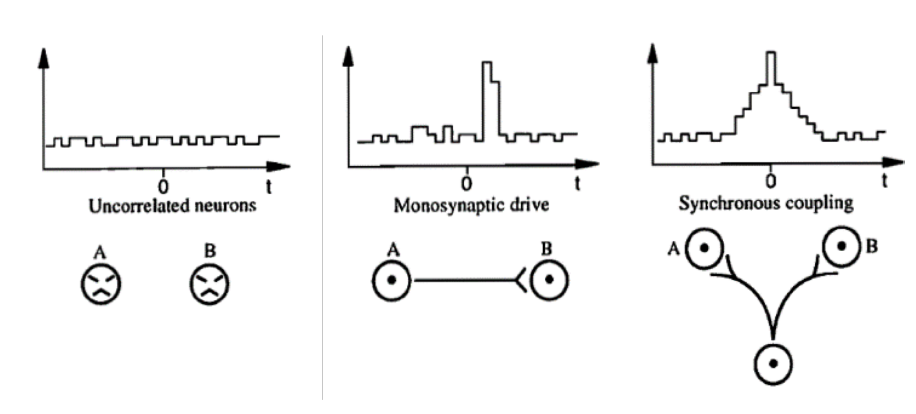 0 t
Uncorrelated neurons
A B
0 t
Monosynaptic drive
A B
0 t
Synchronous coupling
A B